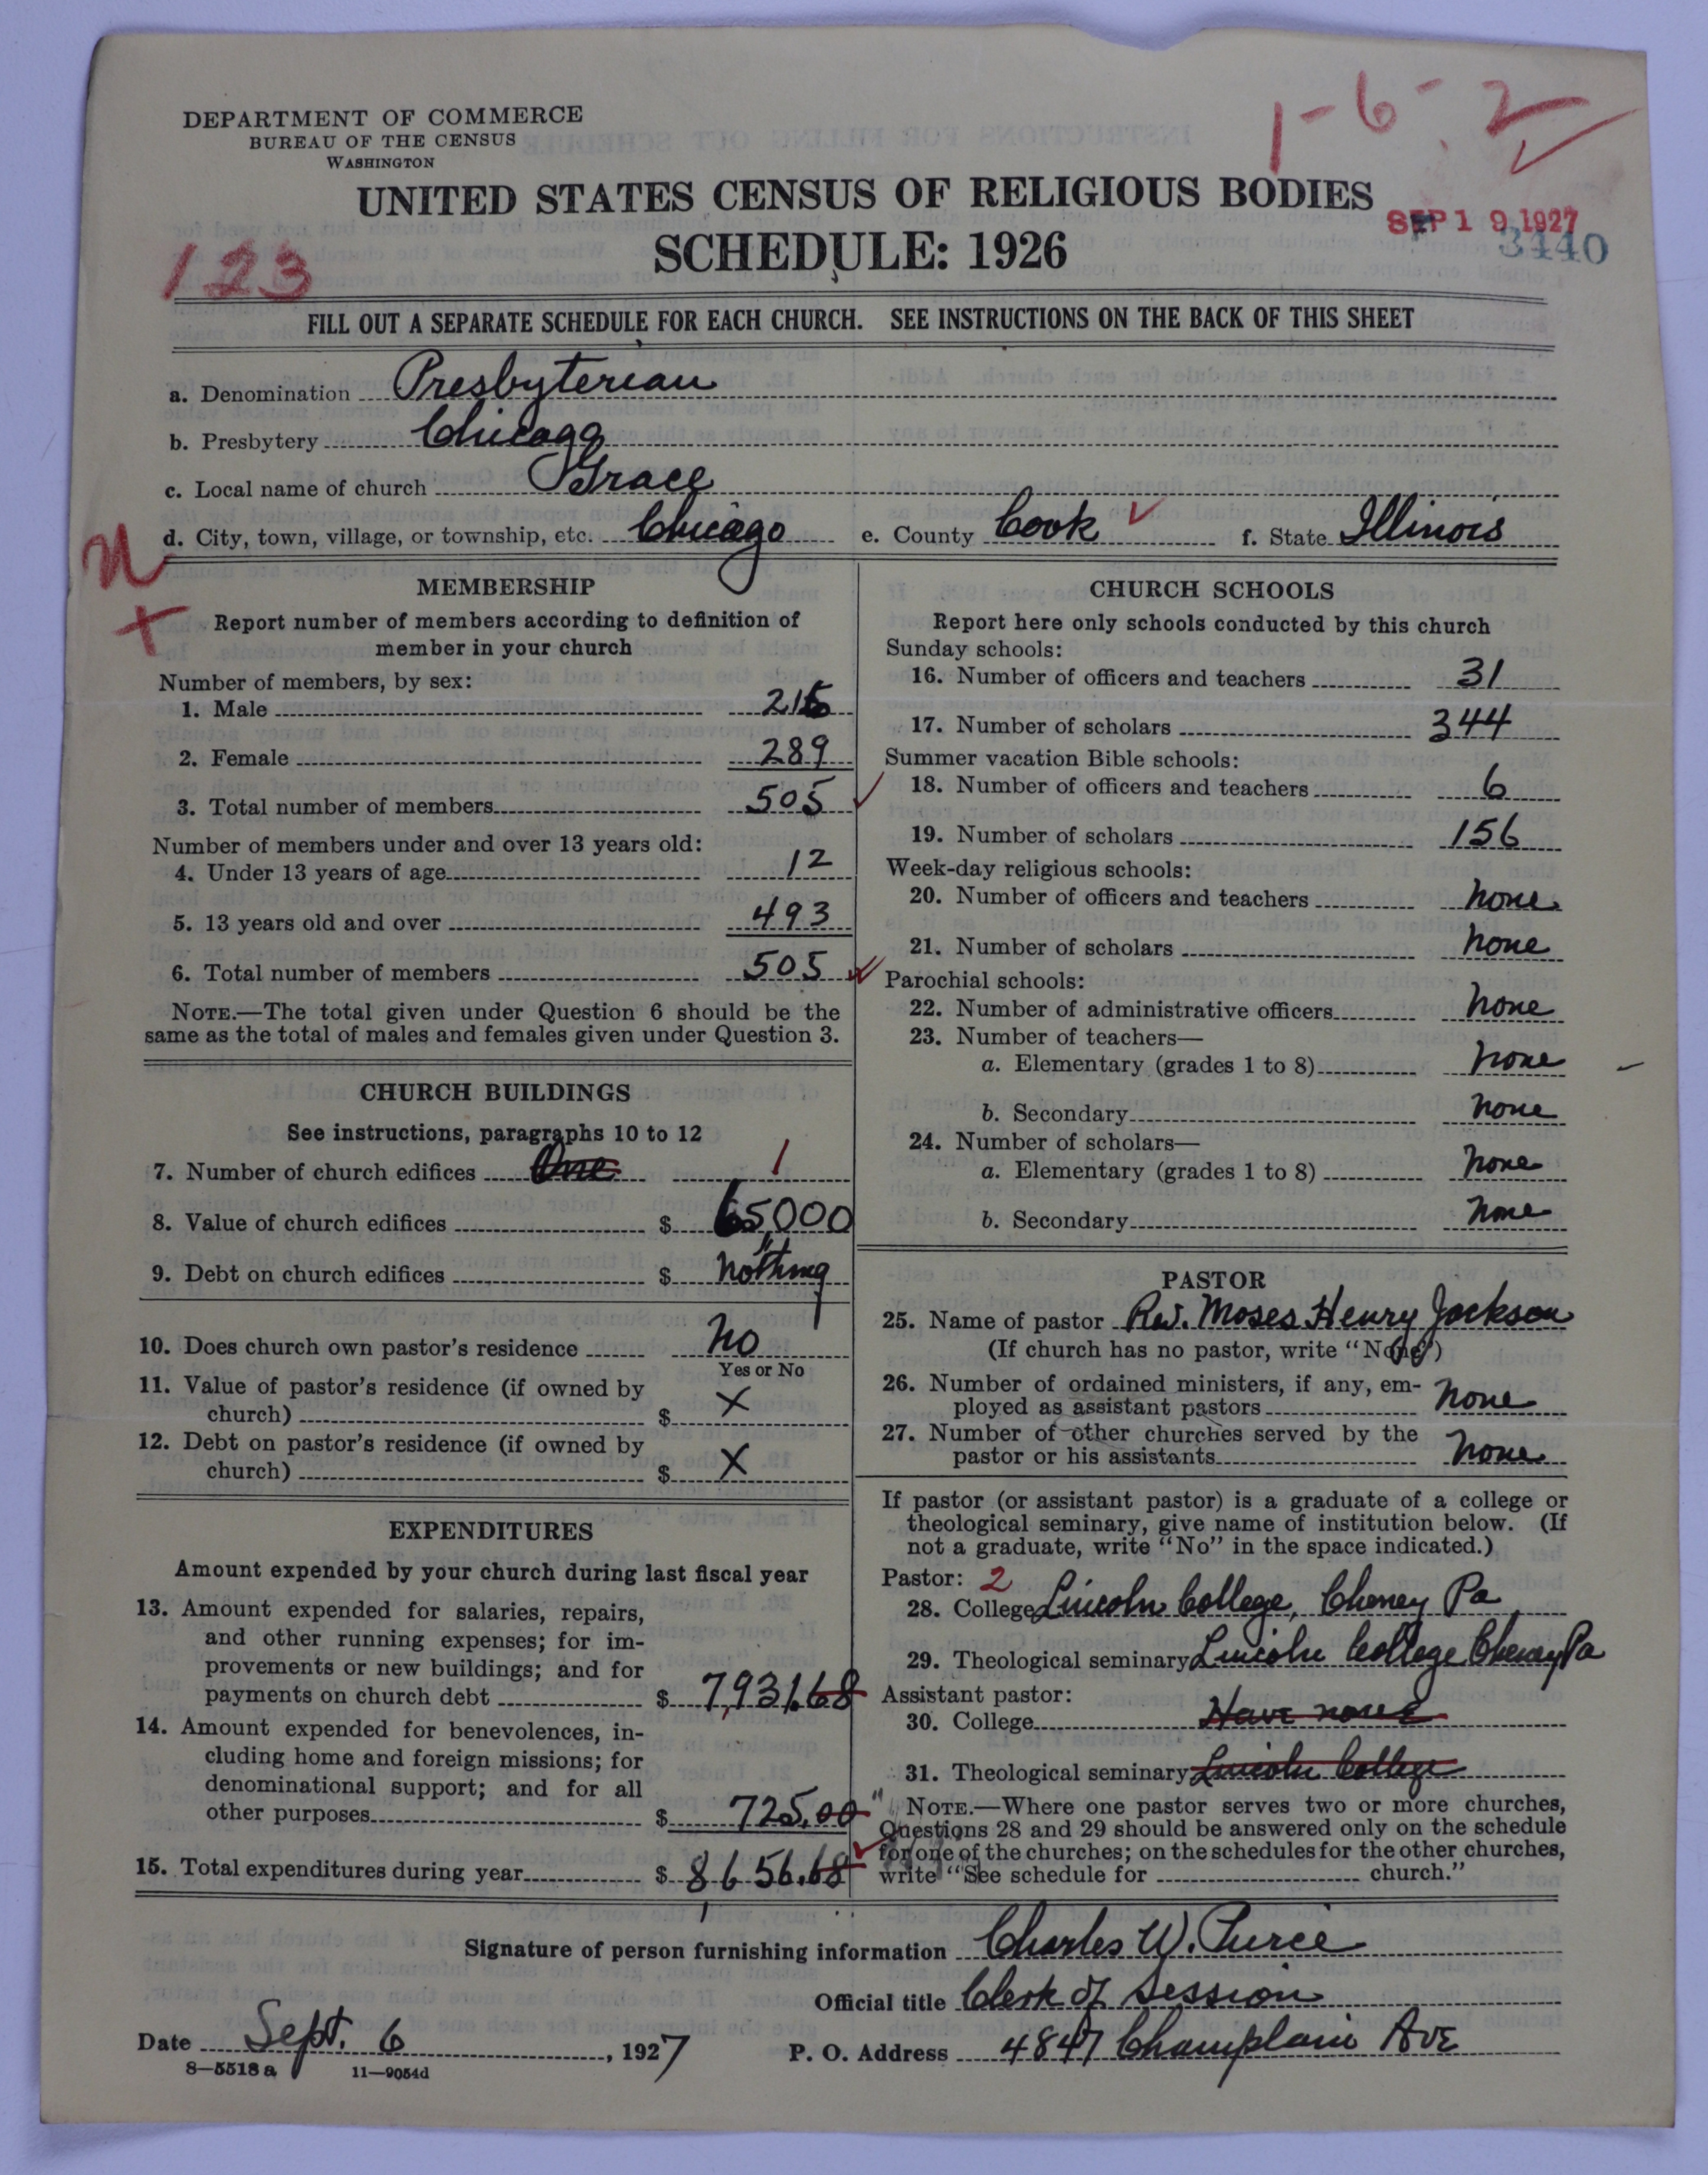 DEPARTMENT OF COMMERCE
BUREAU OF THE CENSUS
WASHINGTON
1-6-2
UNITED STATES CENSUS OF RELIGIOUS BODIES
SCHEDULE: 1926
SEP 19 1927
3440
123
FILL OUT A SEPARATE SCHEDULE FOR EACH CHURCH. SEE INSTRUCTIONS ON THE BACK OF THIS SHEET
a. Denomination Presbyterian
b. Presbytery Chicago
c. Local name of church Grace
d. City, town, village, or township, etc. Chicago e. County Cook f. State Illinois
N
MEMBERSHIP
Report number of members according to definition of
member in your church
Number of members, by sex:
1. Male 216
2. Female 289
3. Total number of members 505
Number of members under and over 13 years old:
4. Under 13 years of age 12
5. 13 years old and over 493
6. Total number of members 505
NOTE.—The total given under Question 6 should be the
same as the total of males and females given under Question 3.
CHURCH BUILDINGS
See instructions, paragraphs 10 to 12
7. Number of church edifices One 1
8. Value of church edifices $ 65,000
9. Debt on church edifices $ nothing
10. Does church own pastor's residence no
Yes or No
11. Value of pastor's residence (if owned by
church) $ X
12. Debt on pastor's residence (if owned by
church) $ X
EXPENDITURES
Amount expended by your church during last fiscal year
13. Amount expended for salaries, repairs,
and other running expenses; for im-
provements or new buildings; and for
payments on church debt $ 7,931.68
14. Amount expended for benevolences, in-
cluding home and foreign missions; for
denominational support; and for all
other purposes $ 725.00
15. Total expenditures during year $ 8,656.68
CHURCH SCHOOLS
Report here only schools conducted by this church
Sunday schools:
16. Number of officers and teachers 31
17. Number of scholars 344
Summer vacation Bible schools:
18. Number of officers and teachers 6
19. Number of scholars 156
Week-day religious schools:
20. Number of officers and teachers none
21. Number of scholars none
Parochial schools:
22. Number of administrative officers none
23. Number of teachers—
a. Elementary (grades 1 to 8) none
b. Secondary none
24. Number of scholars—
a. Elementary (grades 1 to 8) none
b. Secondary none
PASTOR
25. Name of pastor Rev. Moses Henry Jackson
(If church has no pastor, write "None")
26. Number of ordained ministers, if any, em-
ployed as assistant pastors none
27. Number of other churches served by the
pastor or his assistants none
If pastor (or assistant pastor) is a graduate of a college or
theological seminary, give name of institution below. (If
not a graduate, write "No" in the space indicated.)
Pastor: 2
28. College Lincoln College, Cheney Pa
29. Theological seminary Lincoln College Cheney Pa
Assistant pastor:
30. College Have none
31. Theological seminary Lincoln College
NOTE.—Where one pastor serves two or more churches,
Questions 28 and 29 should be answered only on the schedule
for one of the churches; on the schedules for the other churches,
write "See schedule for church."
Signature of person furnishing information Charles W. Pierce
Official title Clerk of Session
Date Sept. 6, 1927 P. O. Address 4847 Champlain Ave
8—5518 a 11—9054d